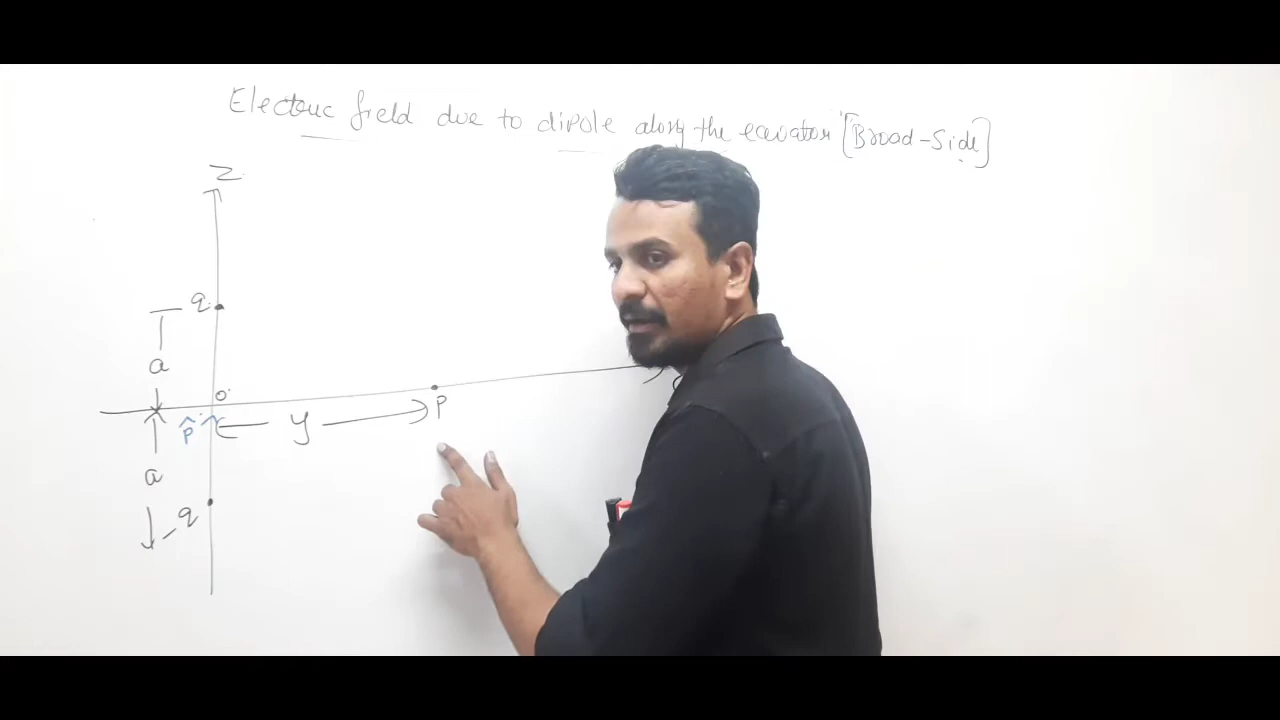 Electric field due to dipole along the equator [Broad-Side]
Z
q
a
O
P
p̂
y
a
-q